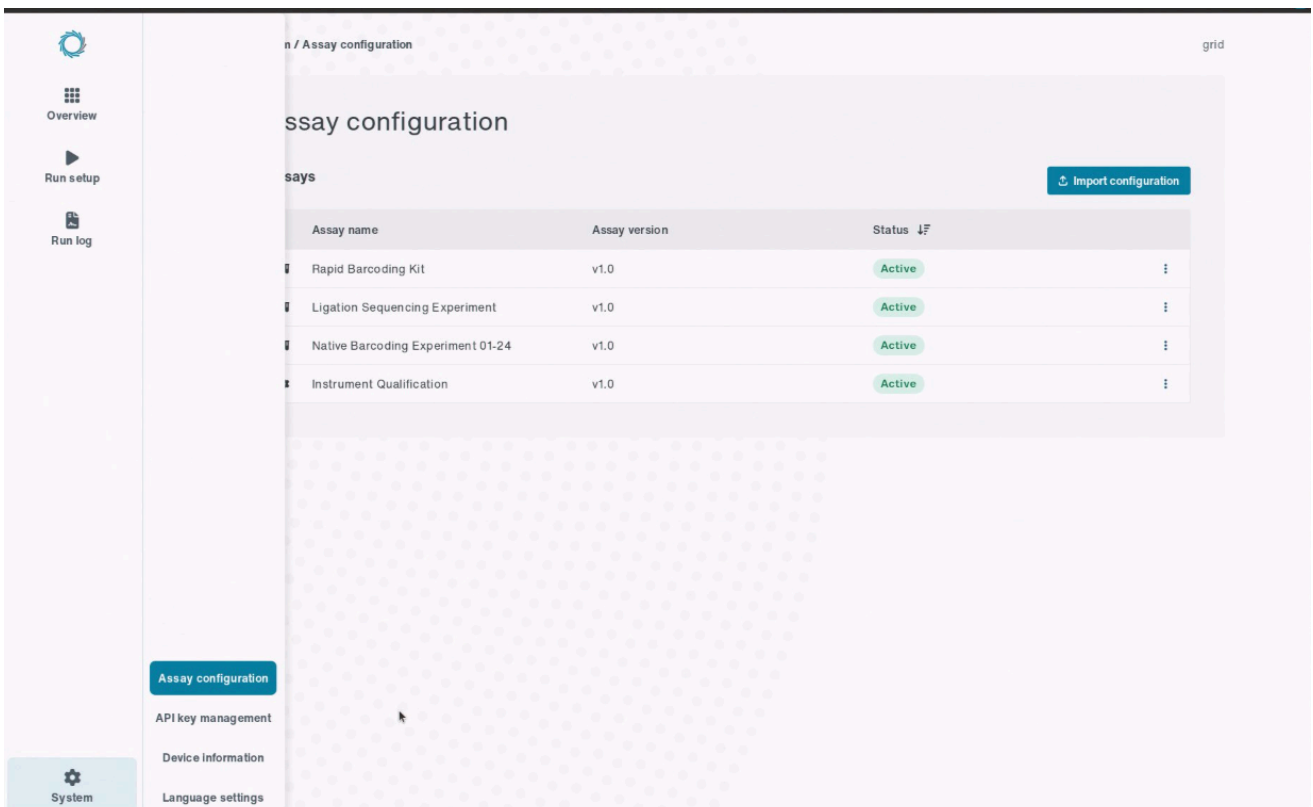 n / Assay configuration
grid
Overview
ssay configuration
Run setup
says
Import configuration
Run log
Assay name Assay version Status
Rapid Barcoding Kit v1.0 Active
Ligation Sequencing Experiment v1.0 Active
Native Barcoding Experiment 01-24 v1.0 Active
Instrument Qualification v1.0 Active
Assay configuration
API key management
Device information
System
Language settings